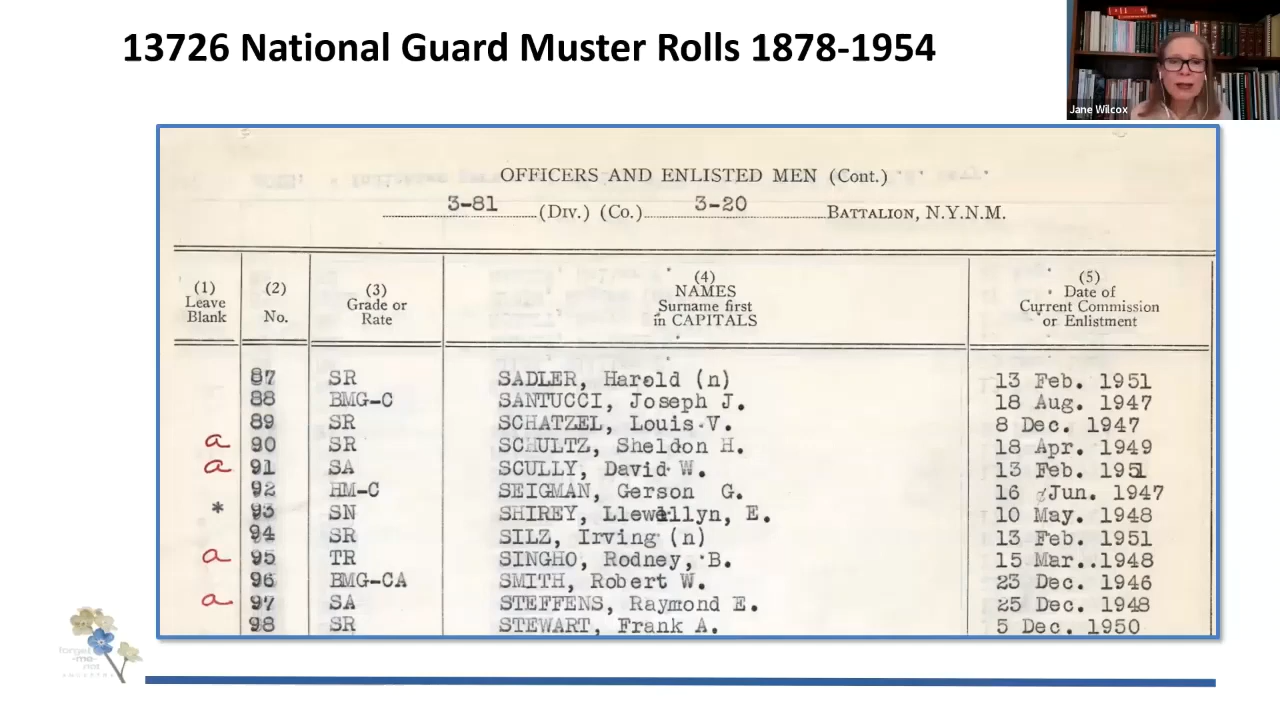 13726 National Guard Muster Rolls 1878-1954
Jane Wilcox
OFFICERS AND ENLISTED MEN (Cont.)
3-81 (Div.) (Co.) 3-20 BATTALION, N.Y.N.M.
(1) Leave Blank
(2) No.
(3) Grade or Rate
(4) NAMES Surname first in CAPITALS
(5) Date of Current Commission or Enlistment
87 SR SADLER, Harold (n) 13 Feb. 1951
88 BMG-C SANTUCCI, Joseph J. 18 Aug. 1947
89 SR SCHATZEL, Louis V. 8 Dec. 1947
a 90 SR SCHULTZ, Sheldon H. 18 Apr. 1949
a 91 SA SCULLY, David W. 13 Feb. 1951
92 HM-C SEIGMAN, Gerson G. 16 Jun. 1947
* 93 SN SHIREY, Llewellyn, E. 10 May. 1948
94 SR SILZ, Irving (n) 13 Feb. 1951
a 95 TR SINGHO, Rodney, B. 15 Mar..1948
96 BMG-CA SMITH, Robert W. 23 Dec. 1946
a 97 SA STEFFENS, Raymond E. 25 Dec. 1948
98 SR STEWART, Frank A. 5 Dec. 1950
forget
-me-
not
ANCESTRY